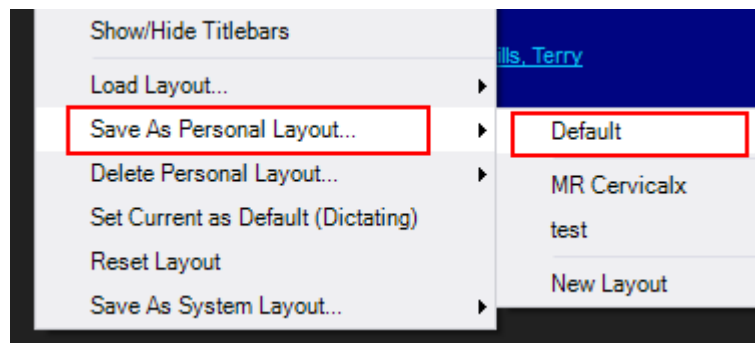 Show/Hide Titlebars
ills, Terry
Load Layout...
Save As Personal Layout...
Default
Delete Personal Layout...
MR Cervicalx
Set Current as Default (Dictating)
test
Reset Layout
New Layout
Save As System Layout...